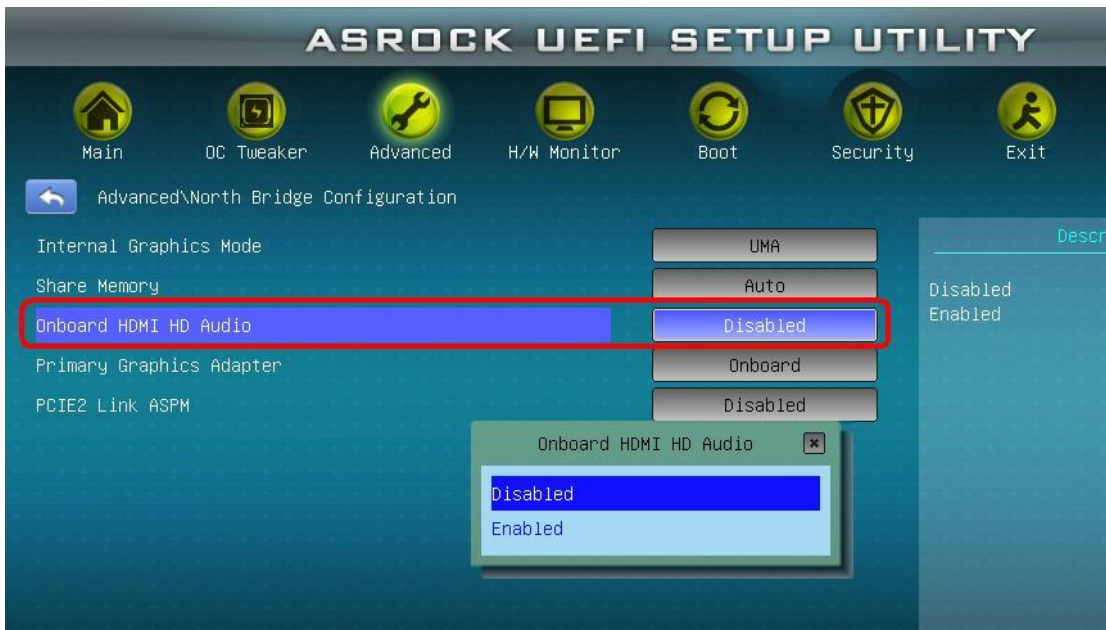 ASROCK UEFI SETUP UTILITY
Main OC Tweaker Advanced H/W Monitor Boot Security Exit
Advanced\North Bridge Configuration
Internal Graphics Mode UMA
Share Memory Auto
Onboard HDMI HD Audio Disabled
Primary Graphics Adapter Onboard
PCIE2 Link ASPM Disabled
Descr
Disabled
Enabled
Onboard HDMI HD Audio
Disabled
Enabled